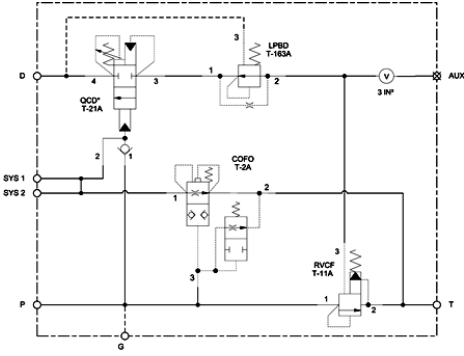 3
LPBD
T-163A
D
4
3
1
2
V
AUX
3 IN³
QCD*
T-21A
2
1
COFO
T-2A
SYS 1
SYS 2
1
2
3
RVCF
T-11A
3
P
1
2
T
G